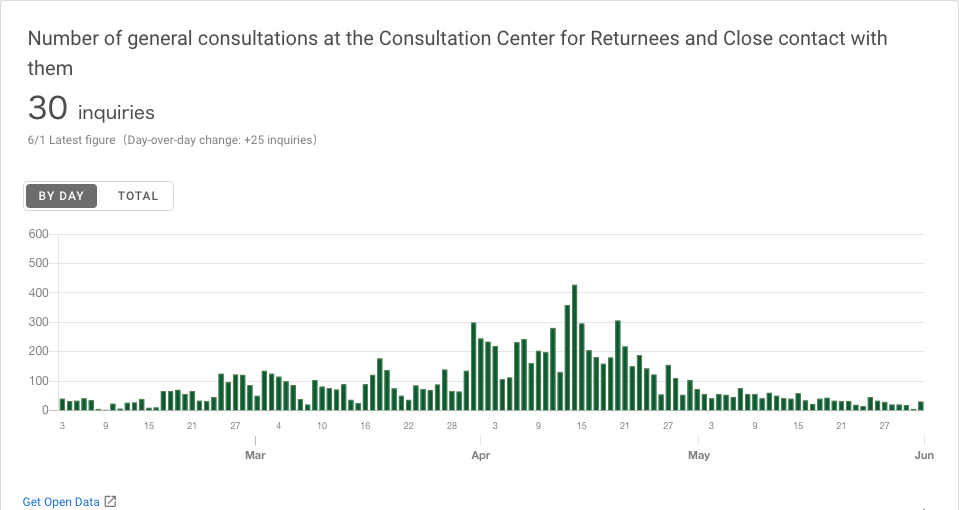 Number of general consultations at the Consultation Center for Returnees and Close contact with
them
30 inquiries
6/1 Latest figure（Day-over-day change: +25 inquiries）
BY DAY TOTAL
600
500
400
300
200
100
0
3 9 15 21 27 4 10 16 22 28 3 9 15 21 27 3 9 15 21 27
Mar Apr May Jun
Get Open Data